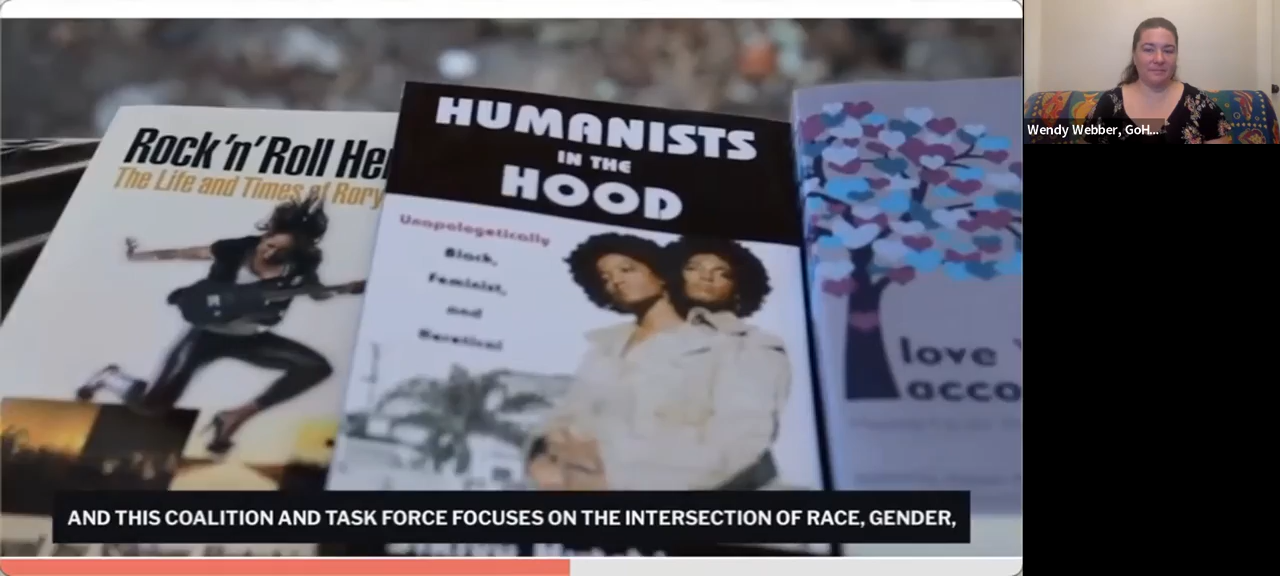 Rock'n'Roll He
The Life and Times of Rory
HUMANISTS
IN THE
HOOD
Unapologetically
Black,
Feminist,
and
Heretical
love
acco
AND THIS COALITION AND TASK FORCE FOCUSES ON THE INTERSECTION OF RACE, GENDER,
Wendy Webber, GoH...